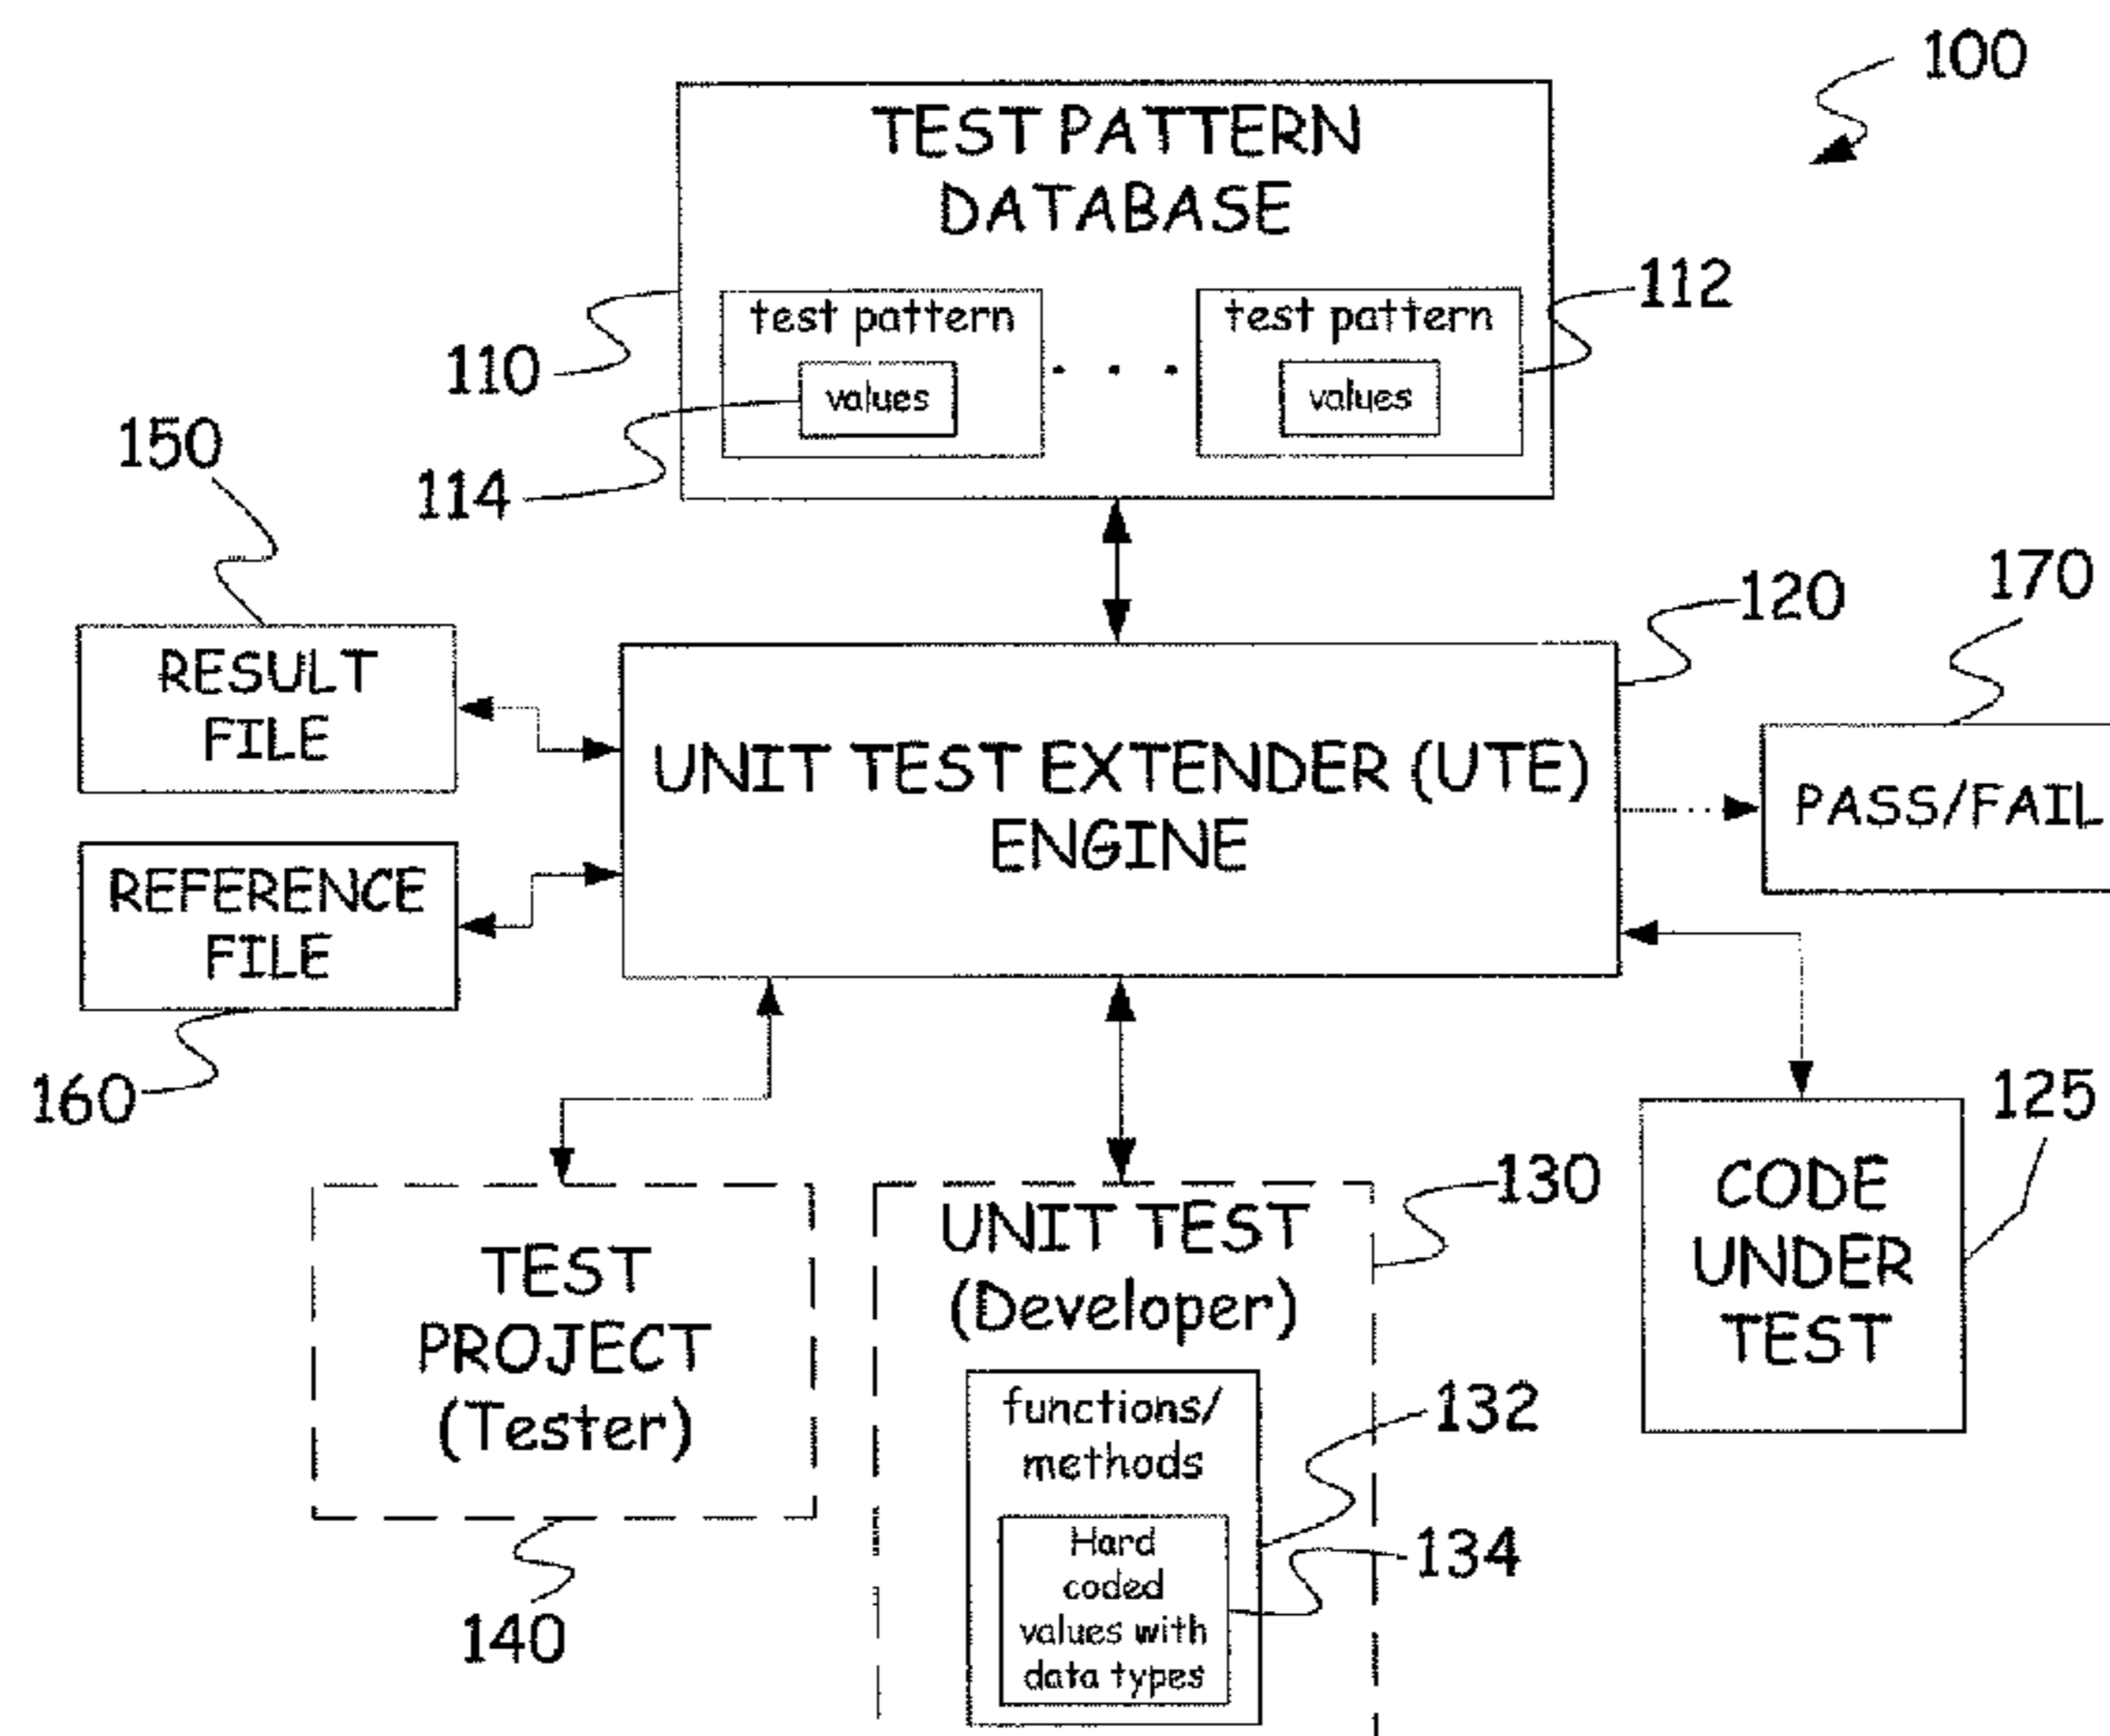 100
TEST PATTERN
DATABASE
112
test pattern
test pattern
110
values
values
150
114
170
120
RESULT
FILE
UNIT TEST EXTENDER (UTE)
ENGINE
PASS/FAIL
REFERENCE
FILE
160
125
130
UNIT TEST
(Developer)
CODE
UNDER
TEST
TEST
PROJECT
(Tester)
functions/
methods
132
Hard
coded
values with
data types
134
140